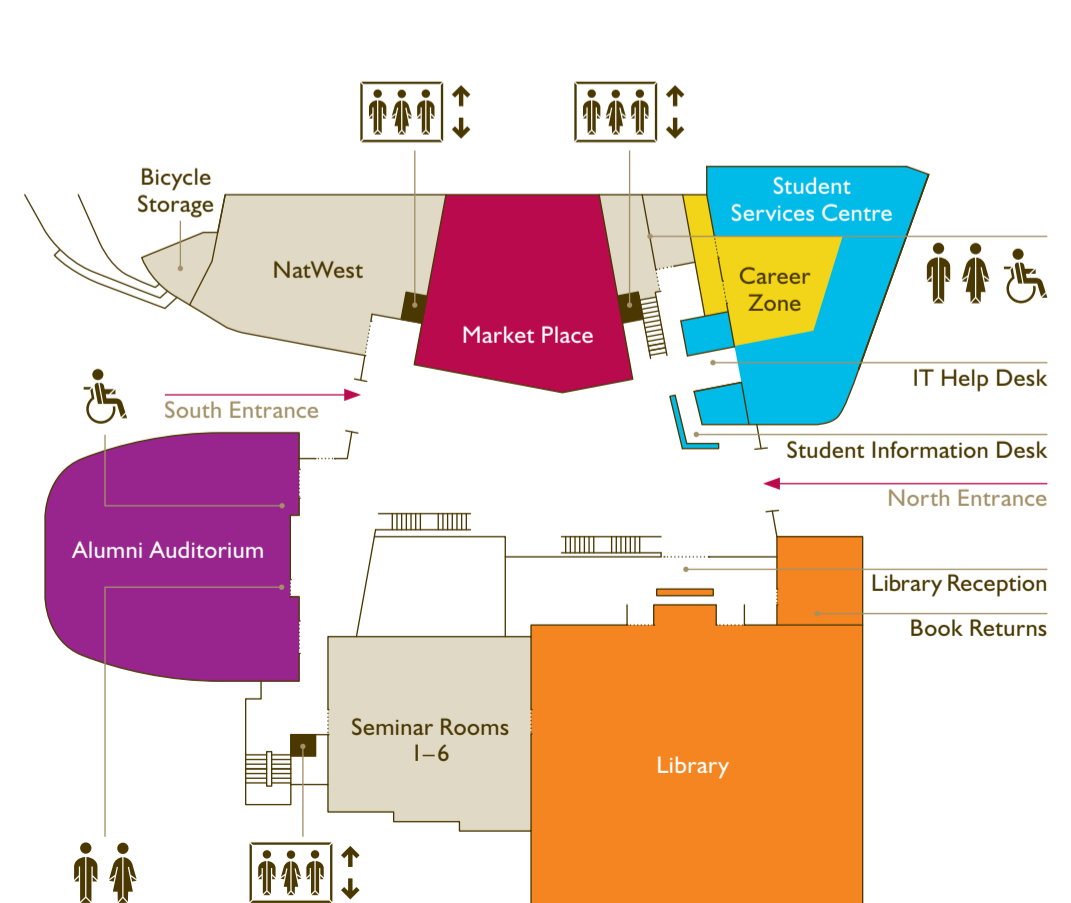 Bicycle
Storage
Student
Services Centre
NatWest
Career
Zone
Market Place
IT Help Desk
South Entrance
Student Information Desk
North Entrance
Alumni Auditorium
Library Reception
Book Returns
Seminar Rooms
1–6
Library